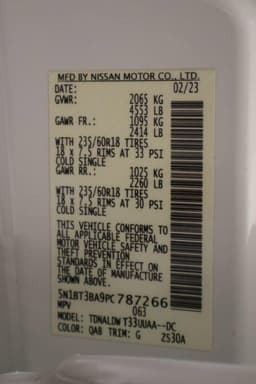 MFD BY NISSAN MOTOR CO., LTD.
DATE: 02/23
GVWR: 2065 KG
4553 LB
GAWR FR.: 1095 KG
2414 LB
WITH 235/60R18 TIRES
18 x 7.5 RIMS AT 33 PSI
COLD SINGLE
GAWR RR.: 1025 KG
2260 LB
WITH 235/60R18 TIRES
18 x 7.5 RIMS AT 30 PSI
COLD SINGLE
THIS VEHICLE CONFORMS TO
ALL APPLICABLE FEDERAL
MOTOR VEHICLE SAFETY AND
THEFT PREVENTION
STANDARDS IN EFFECT ON
THE DATE OF MANUFACTURE
SHOWN ABOVE.
5N1BT3BA9PC787266
MPV 063
MODEL: TDNALDWT33UUAA--DC
COLOR: QAB TRIM: G 2S30A